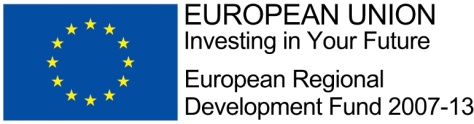 EUROPEAN UNION
Investing in Your Future
European Regional
Development Fund 2007-13